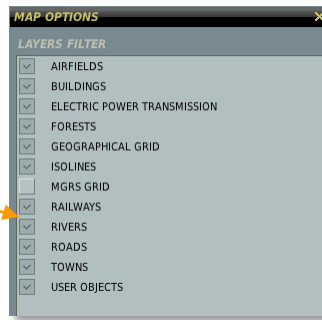 MAP OPTIONS
LAYERS FILTER
AIRFIELDS
BUILDINGS
ELECTRIC POWER TRANSMISSION
FORESTS
GEOGRAPHICAL GRID
ISOLINES
MGRS GRID
RAILWAYS
RIVERS
ROADS
TOWNS
USER OBJECTS